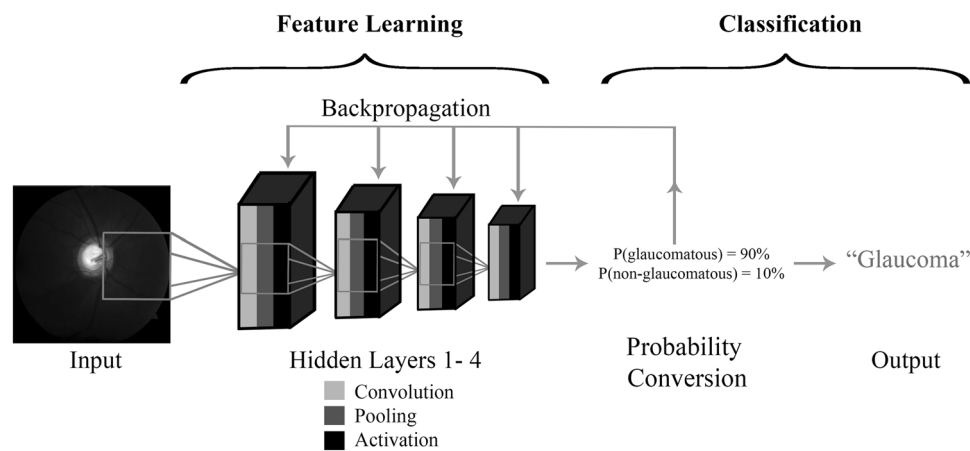 Feature Learning
Classification
Backpropagation
P(glaucomatous) = 90%
P(non-glaucomatous) = 10%
“Glaucoma”
Input
Hidden Layers 1- 4
Probability
Conversion
Output
Convolution
Pooling
Activation